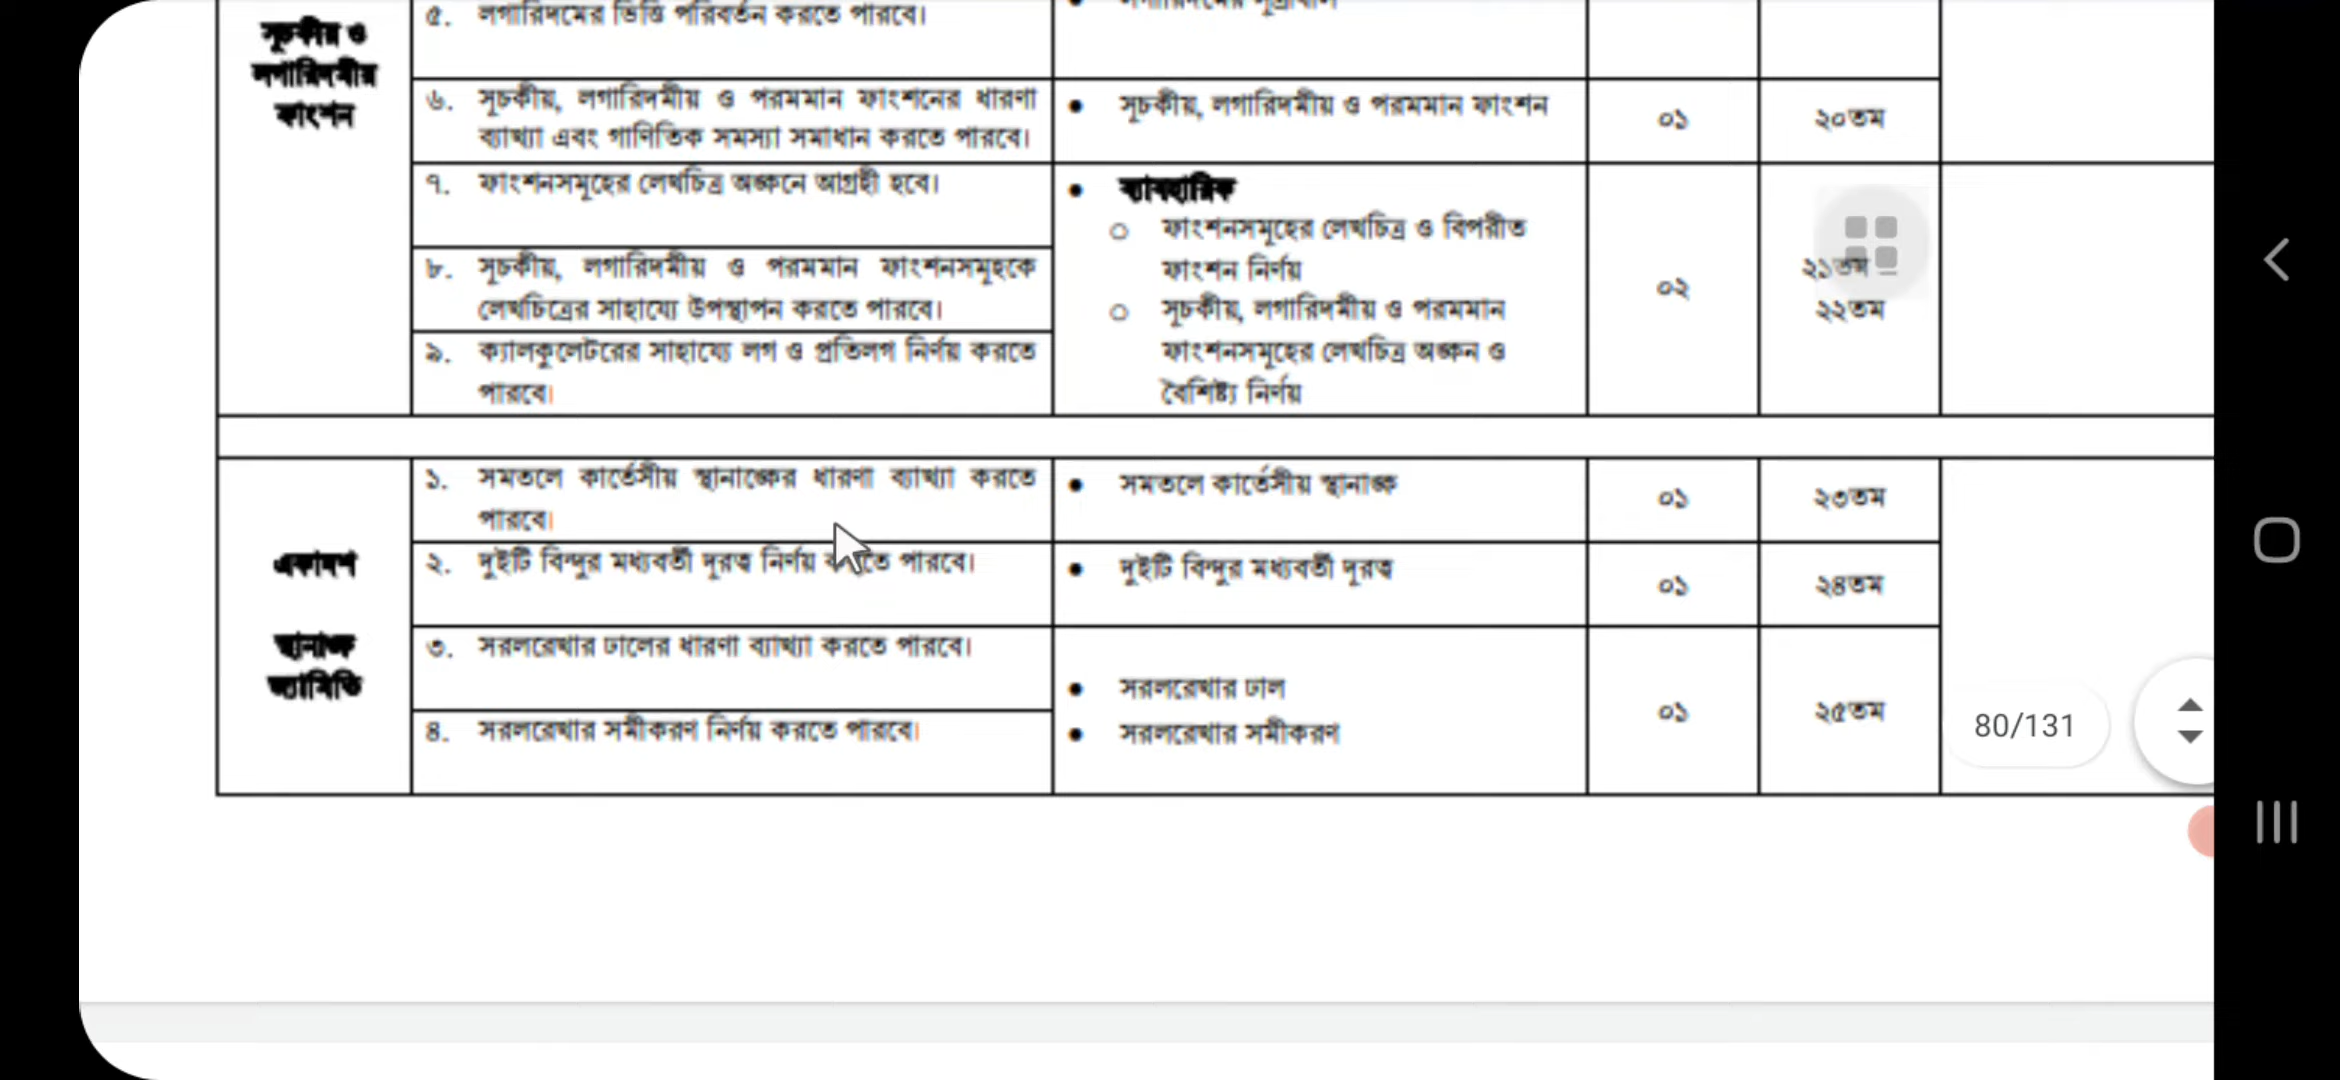 সূচকীয় ও
লগারিদমীয়
ফাংশন
৫. লগারিদমের ভিত্তি পরিবর্তন করতে পারবে।
৬. সূচকীয়, লগারিদমীয় ও পরমমান ফাংশনের ধারণা
ব্যাখ্যা এবং গাণিতিক সমস্যা সমাধান করতে পারবে।
• সূচকীয়, লগারিদমীয় ও পরমমান ফাংশন
০১
২০তম
৭. ফাংশনসমূহের লেখচিত্র অঙ্কনে আগ্রহী হবে।
৮. সূচকীয়, লগারিদমীয় ও পরমমান ফাংশনসমূহকে
লেখচিত্রের সাহায্যে উপস্থাপন করতে পারবে।
৯. ক্যালকুলেটরের সাহায্যে লগ ও প্রতিলগ নির্ণয় করতে
পারবে।
• ব্যাবহারিক
○ ফাংশনসমূহের লেখচিত্র ও বিপরীত
ফাংশন নির্ণয়
○ সূচকীয়, লগারিদমীয় ও পরমমান
ফাংশনসমূহের লেখচিত্র অঙ্কন ও
বৈশিষ্ট্য নির্ণয়
০২
২১তম –
২২তম
একাদশ
স্থানাঙ্ক
জ্যামিতি
১. সমতলে কার্তেসীয় স্থানাঙ্কের ধারণা ব্যাখ্যা করতে
পারবে।
• সমতলে কার্তেসীয় স্থানাঙ্ক
০১
২৩তম
২. দুইটি বিন্দুর মধ্যবর্তী দূরত্ব নির্ণয় করতে পারবে।
• দুইটি বিন্দুর মধ্যবর্তী দূরত্ব
০১
২৪তম
৩. সরলরেখার ঢালের ধারণা ব্যাখ্যা করতে পারবে।
৪. সরলরেখার সমীকরণ নির্ণয় করতে পারবে।
• সরলরেখার ঢাল
• সরলরেখার সমীকরণ
০১
২৫তম
80/131